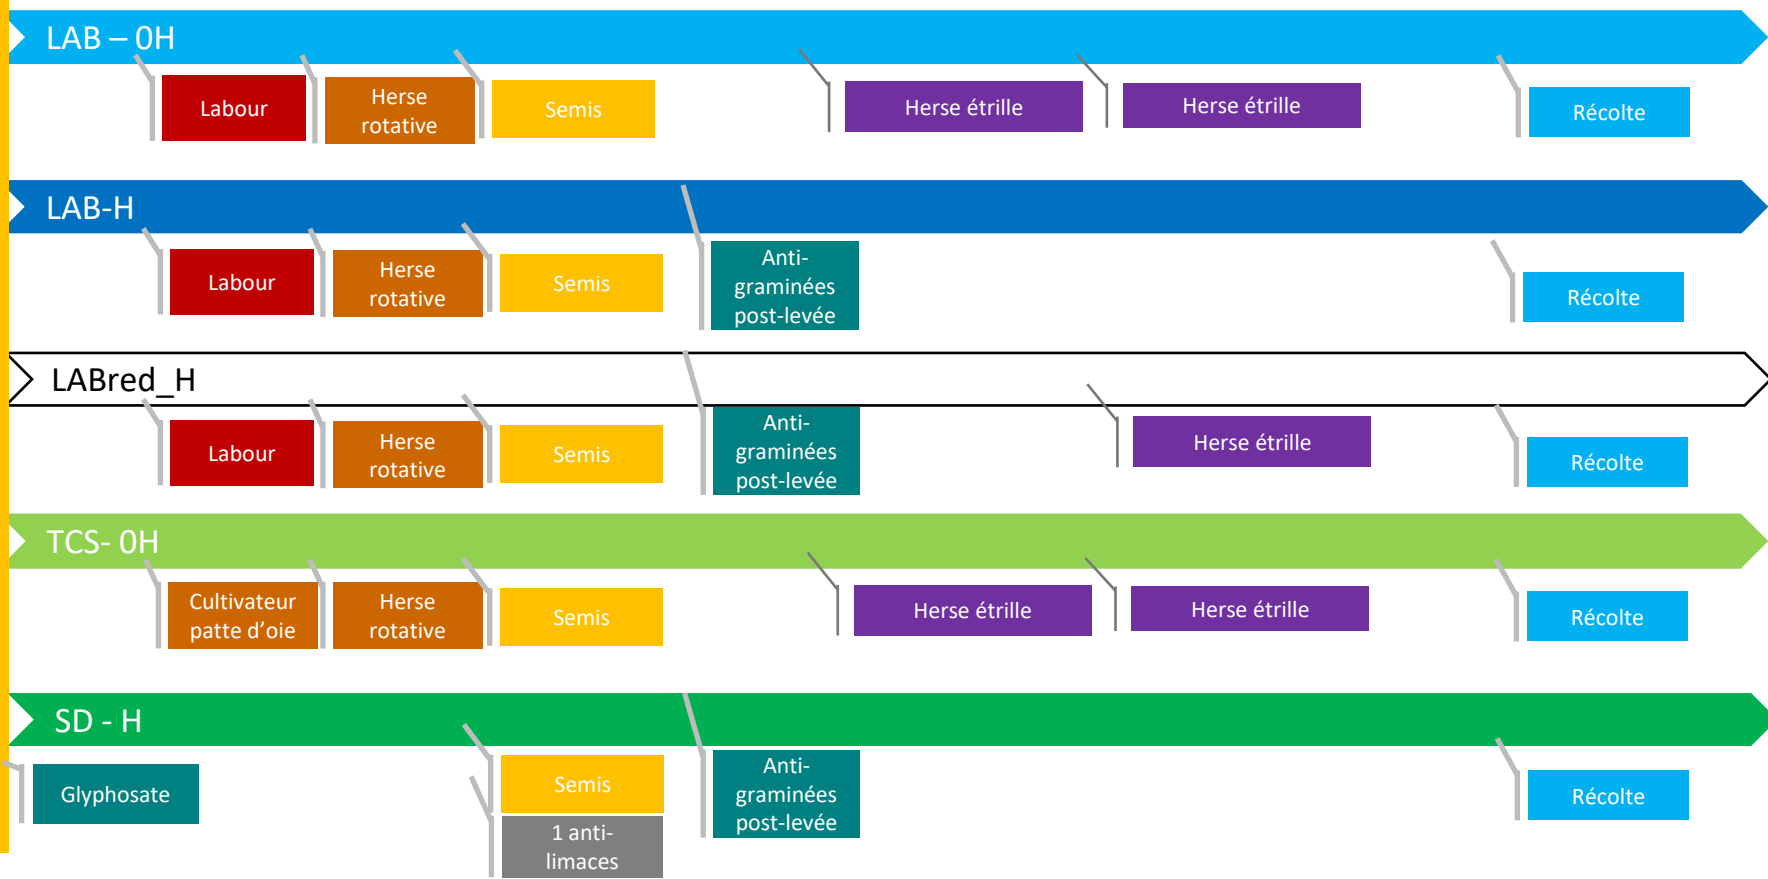 LAB – 0H
Labour
Herse
rotative
Semis
Herse étrille
Herse étrille
Récolte
LAB-H
Labour
Herse
rotative
Semis
Anti-
graminées
post-levée
Récolte
LABred_H
Labour
Herse
rotative
Semis
Anti-
graminées
post-levée
Herse étrille
Récolte
TCS- 0H
Cultivateur
patte d'oie
Herse
rotative
Semis
Herse étrille
Herse étrille
Récolte
SD - H
Glyphosate
Semis
1 anti-
limaces
Anti-
graminées
post-levée
Récolte